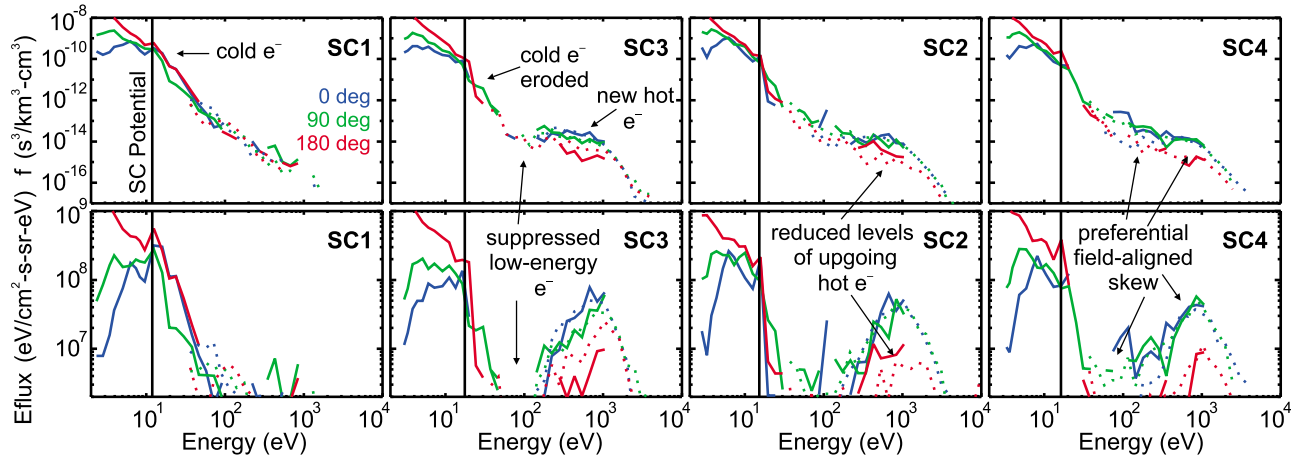 10⁻⁸
10⁻¹⁰
10⁻¹²
10⁻¹⁴
10⁻¹⁶
f (s³/km³-cm³)
cold e⁻
SC1
SC Potential
0 deg
90 deg
180 deg
SC3
cold e⁻
eroded
new hot
e⁻
SC2
SC4
10⁹
10⁸
10⁷
Eflux (eV/cm²-s-sr-eV)
SC1
SC3
suppressed
low-energy
e⁻
SC2
reduced levels
of upgoing
hot e⁻
SC4
preferential
field-aligned
skew
10¹ 10² 10³ 10⁴
10¹ 10² 10³ 10⁴
10¹ 10² 10³ 10⁴
10¹ 10² 10³ 10⁴
Energy (eV)
Energy (eV)
Energy (eV)
Energy (eV)